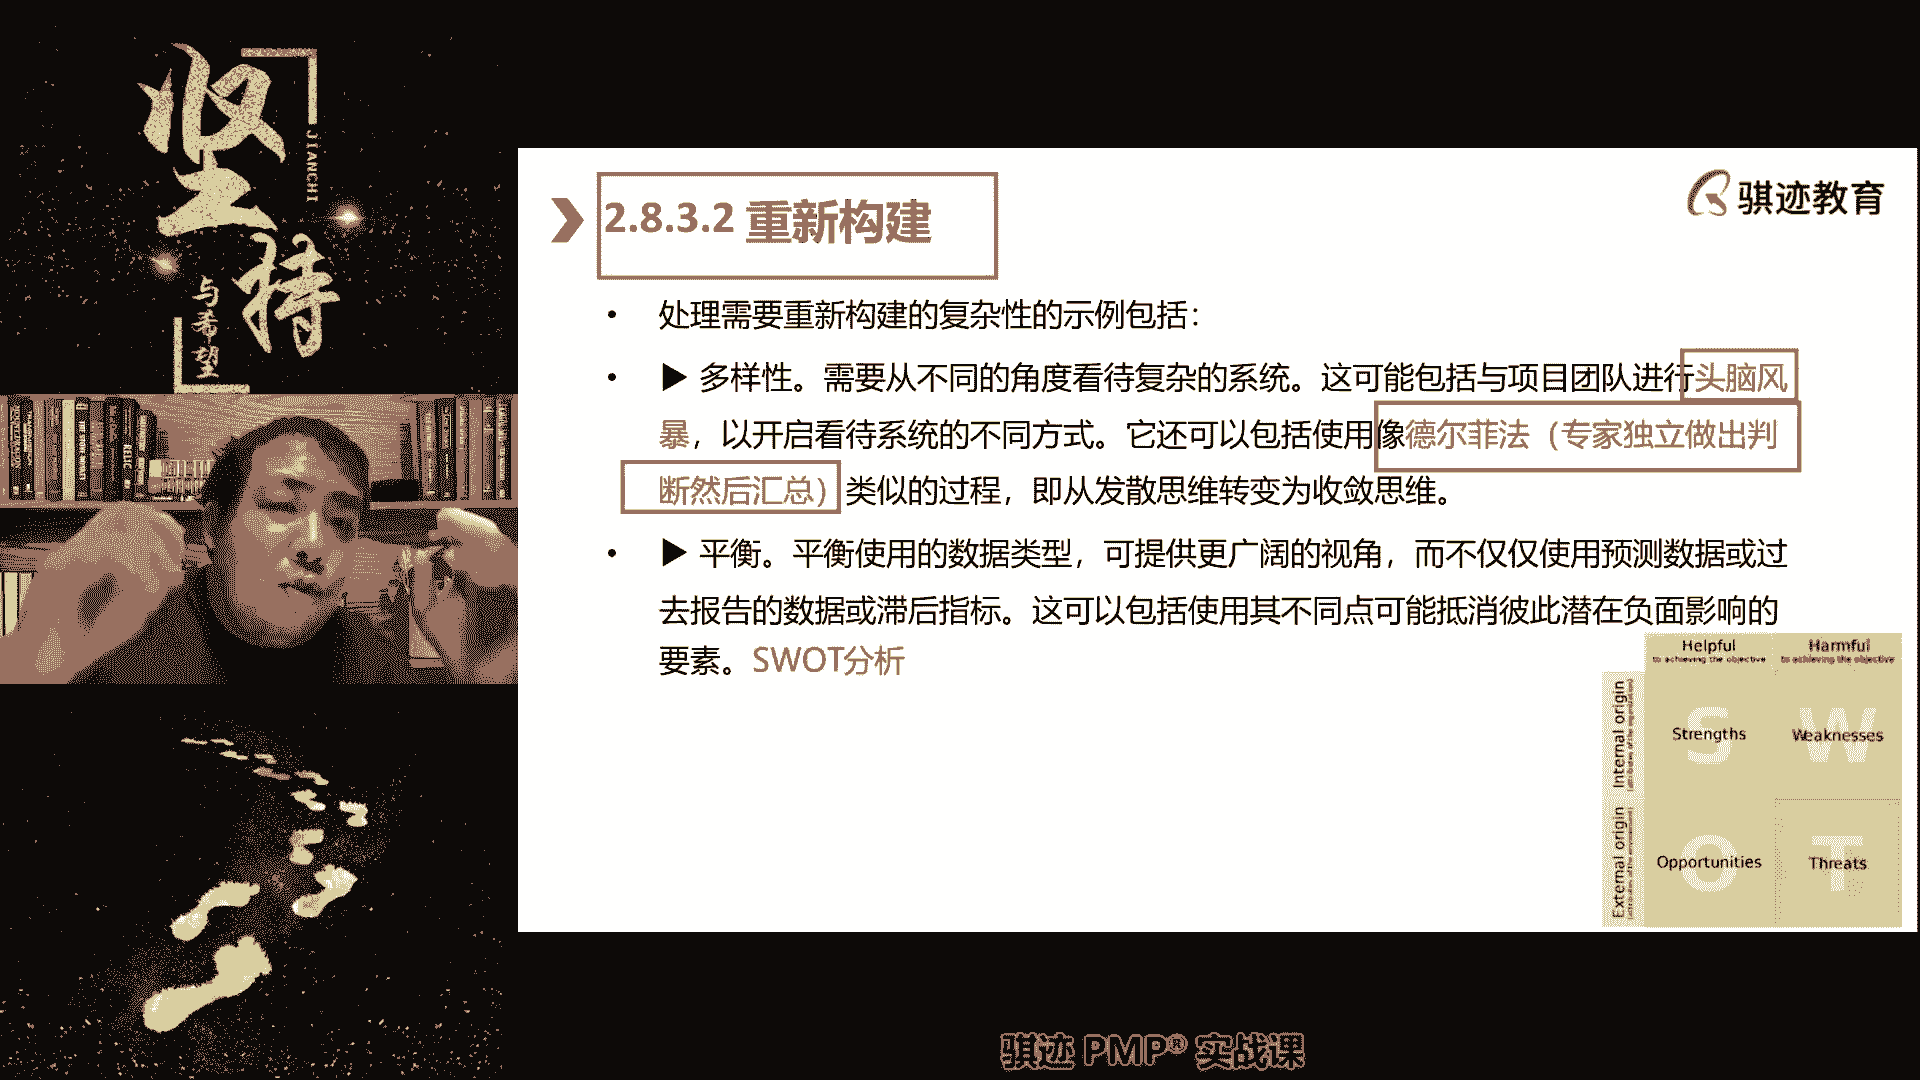 坚持
JIANCHI
与希望
2.8.3.2 重新构建
骐迹教育
• 处理需要重新构建的复杂性的示例包括：
• ▶ 多样性。需要从不同的角度看待复杂的系统。这可能包括与项目团队进行头脑风
暴，以开启看待系统的不同方式。它还可以包括使用像德尔菲法（专家独立做出判
断然后汇总）类似的过程，即从发散思维转变为收敛思维。
• ▶ 平衡。平衡使用的数据类型，可提供更广阔的视角，而不仅仅使用预测数据或过
去报告的数据或滞后指标。这可以包括使用其不同点可能抵消彼此潜在负面影响的
要素。SWOT分析
Helpful
to achieving the objective
Harmful
to achieving the objective
Internal origin
(attributes of the organization)
S
Strengths
W
Weaknesses
External origin
(attributes of the environment)
O
Opportunities
T
Threats
骐迹 PMP® 实战课